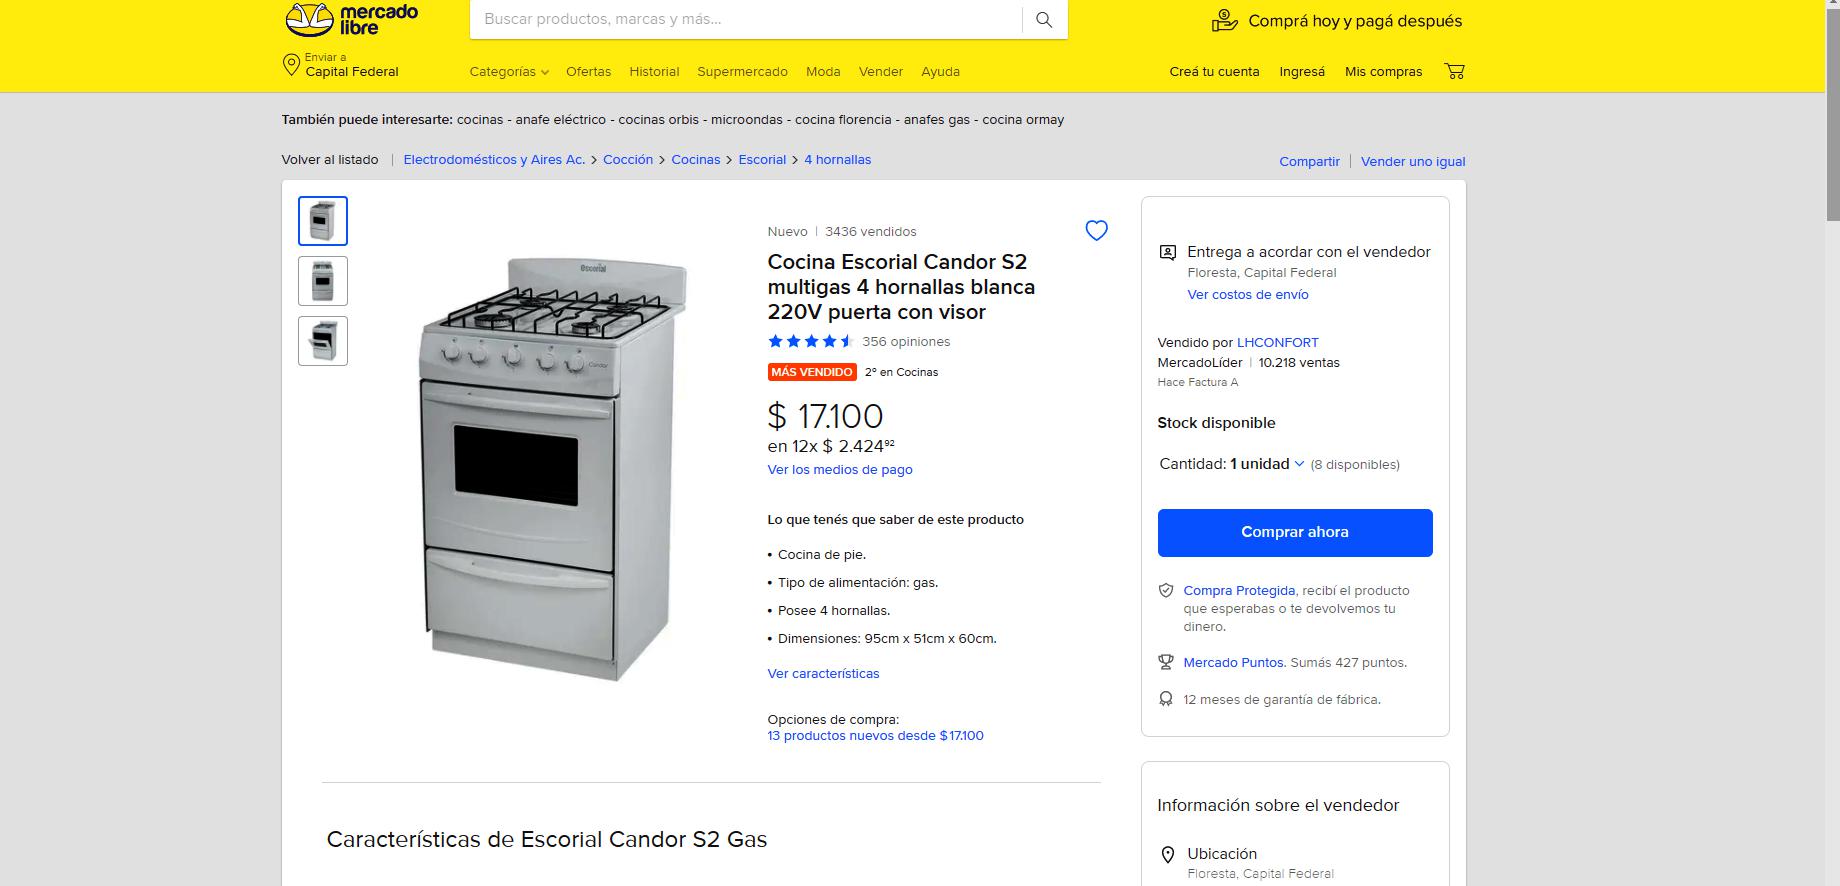 mercado
libre
Buscar productos, marcas y más...
Comprá hoy y pagá después
Enviar a
Capital Federal
Categorías Ofertas Historial Supermercado Moda Vender Ayuda
Creá tu cuenta Ingresá Mis compras
También puede interesarte: cocinas - anafe eléctrico - cocinas orbis - microondas - cocina florencia - anafes gas - cocina ormay
Volver al listado | Electrodomésticos y Aires Ac. > Cocción > Cocinas > Escorial > 4 hornallas
Compartir | Vender uno igual
escorial
Candor
Nuevo | 3436 vendidos
Cocina Escorial Candor S2
multigas 4 hornallas blanca
220V puerta con visor
356 opiniones
MÁS VENDIDO 2º en Cocinas
$ 17.100
en 12x $ 2.424⁹²
Ver los medios de pago
Lo que tenés que saber de este producto
• Cocina de pie.
• Tipo de alimentación: gas.
• Posee 4 hornallas.
• Dimensiones: 95cm x 51cm x 60cm.
Ver características
Opciones de compra:
13 productos nuevos desde $ 17.100
Características de Escorial Candor S2 Gas
Entrega a acordar con el vendedor
Floresta, Capital Federal
Ver costos de envío
Vendido por LHCONFORT
MercadoLíder | 10.218 ventas
Hace Factura A
Stock disponible
Cantidad: 1 unidad (8 disponibles)
Comprar ahora
Compra Protegida, recibí el producto
que esperabas o te devolvemos tu
dinero.
Mercado Puntos. Sumás 427 puntos.
12 meses de garantía de fábrica.
Información sobre el vendedor
Ubicación
Floresta, Capital Federal